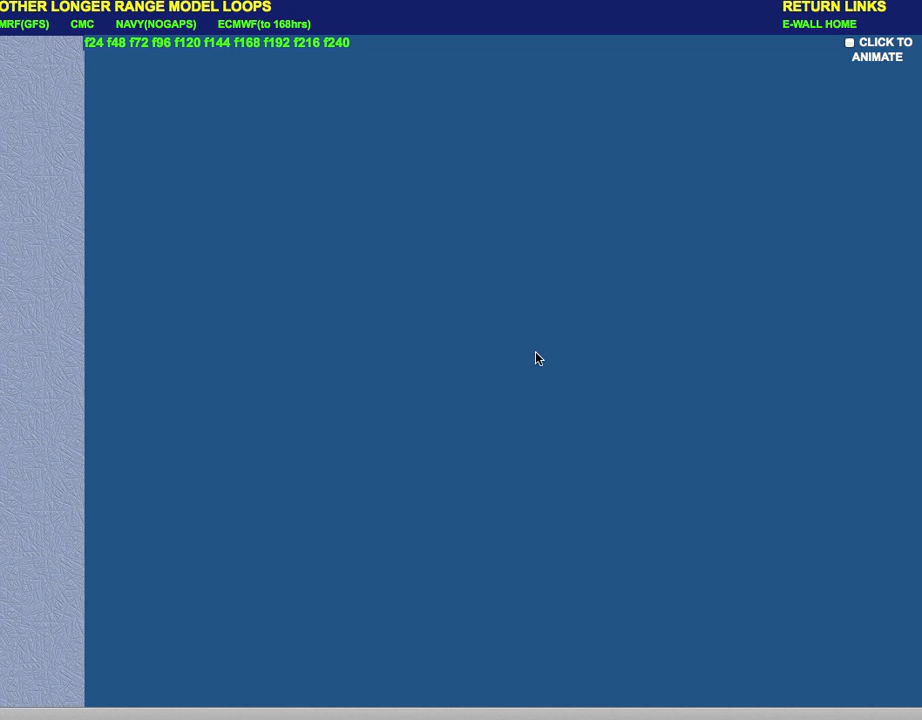 OTHER LONGER RANGE MODEL LOOPS RETURN LINKS
MRF(GFS) CMC NAVY(NOGAPS) ECMWF(to 168hrs) E-WALL HOME
f24 f48 f72 f96 f120 f144 f168 f192 f216 f240 CLICK TO
ANIMATE